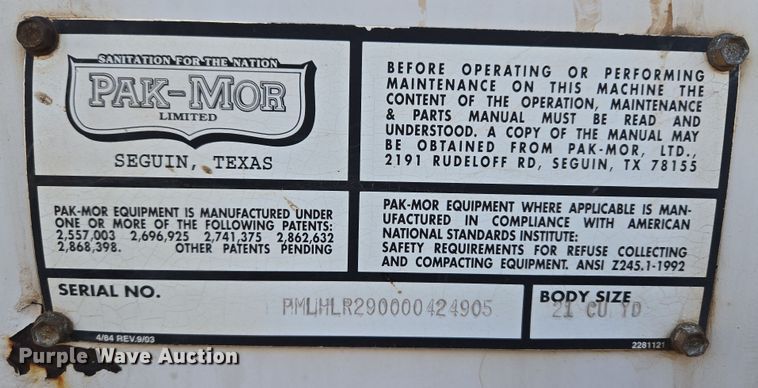 SANITATION FOR THE NATION
PAK-MOR
LIMITED
SEGUIN, TEXAS
BEFORE OPERATING OR PERFORMING
MAINTENANCE ON THIS MACHINE THE
CONTENT OF THE OPERATION, MAINTENANCE
& PARTS MANUAL MUST BE READ AND
UNDERSTOOD. A COPY OF THE MANUAL MAY
BE OBTAINED FROM PAK-MOR, LTD.,
2191 RUDELOFF RD, SEGUIN, TX 78155
PAK-MOR EQUIPMENT IS MANUFACTURED UNDER
ONE OR MORE OF THE FOLLOWING PATENTS:
2,557,003 2,696,925 2,741,375 2,862,632
2,868,398. OTHER PATENTS PENDING
PAK-MOR EQUIPMENT WHERE APPLICABLE IS MAN-
UFACTURED IN COMPLIANCE WITH AMERICAN
NATIONAL STANDARDS INSTITUTE:
SAFETY REQUIREMENTS FOR REFUSE COLLECTING
AND COMPACTING EQUIPMENT. ANSI Z245.1-1992
SERIAL NO.
PMLHLR290000424905
BODY SIZE
21 CU YD
4/84 REV.9/03
2281121
Purple Wave Auction